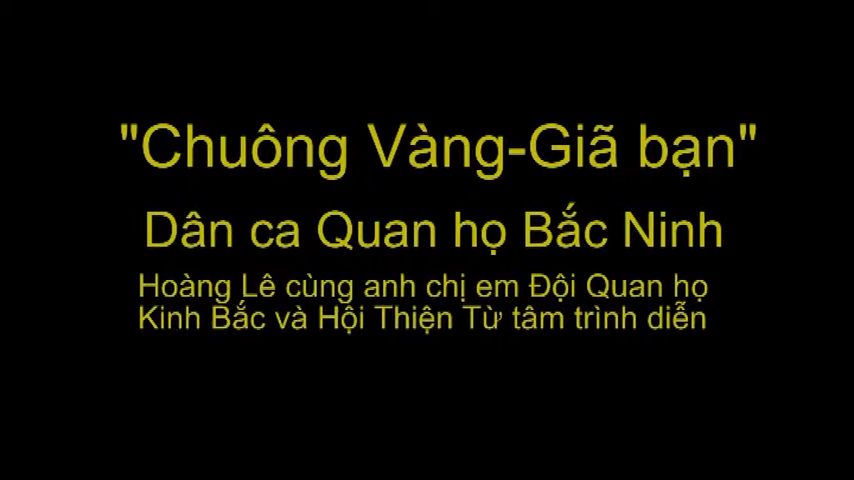 "Chuông Vàng-Giã bạn"
Dân ca Quan họ Bắc Ninh
Hoàng Lê cùng anh chị em Đội Quan họ
Kinh Bắc và Hội Thiện Từ tâm trình diễn